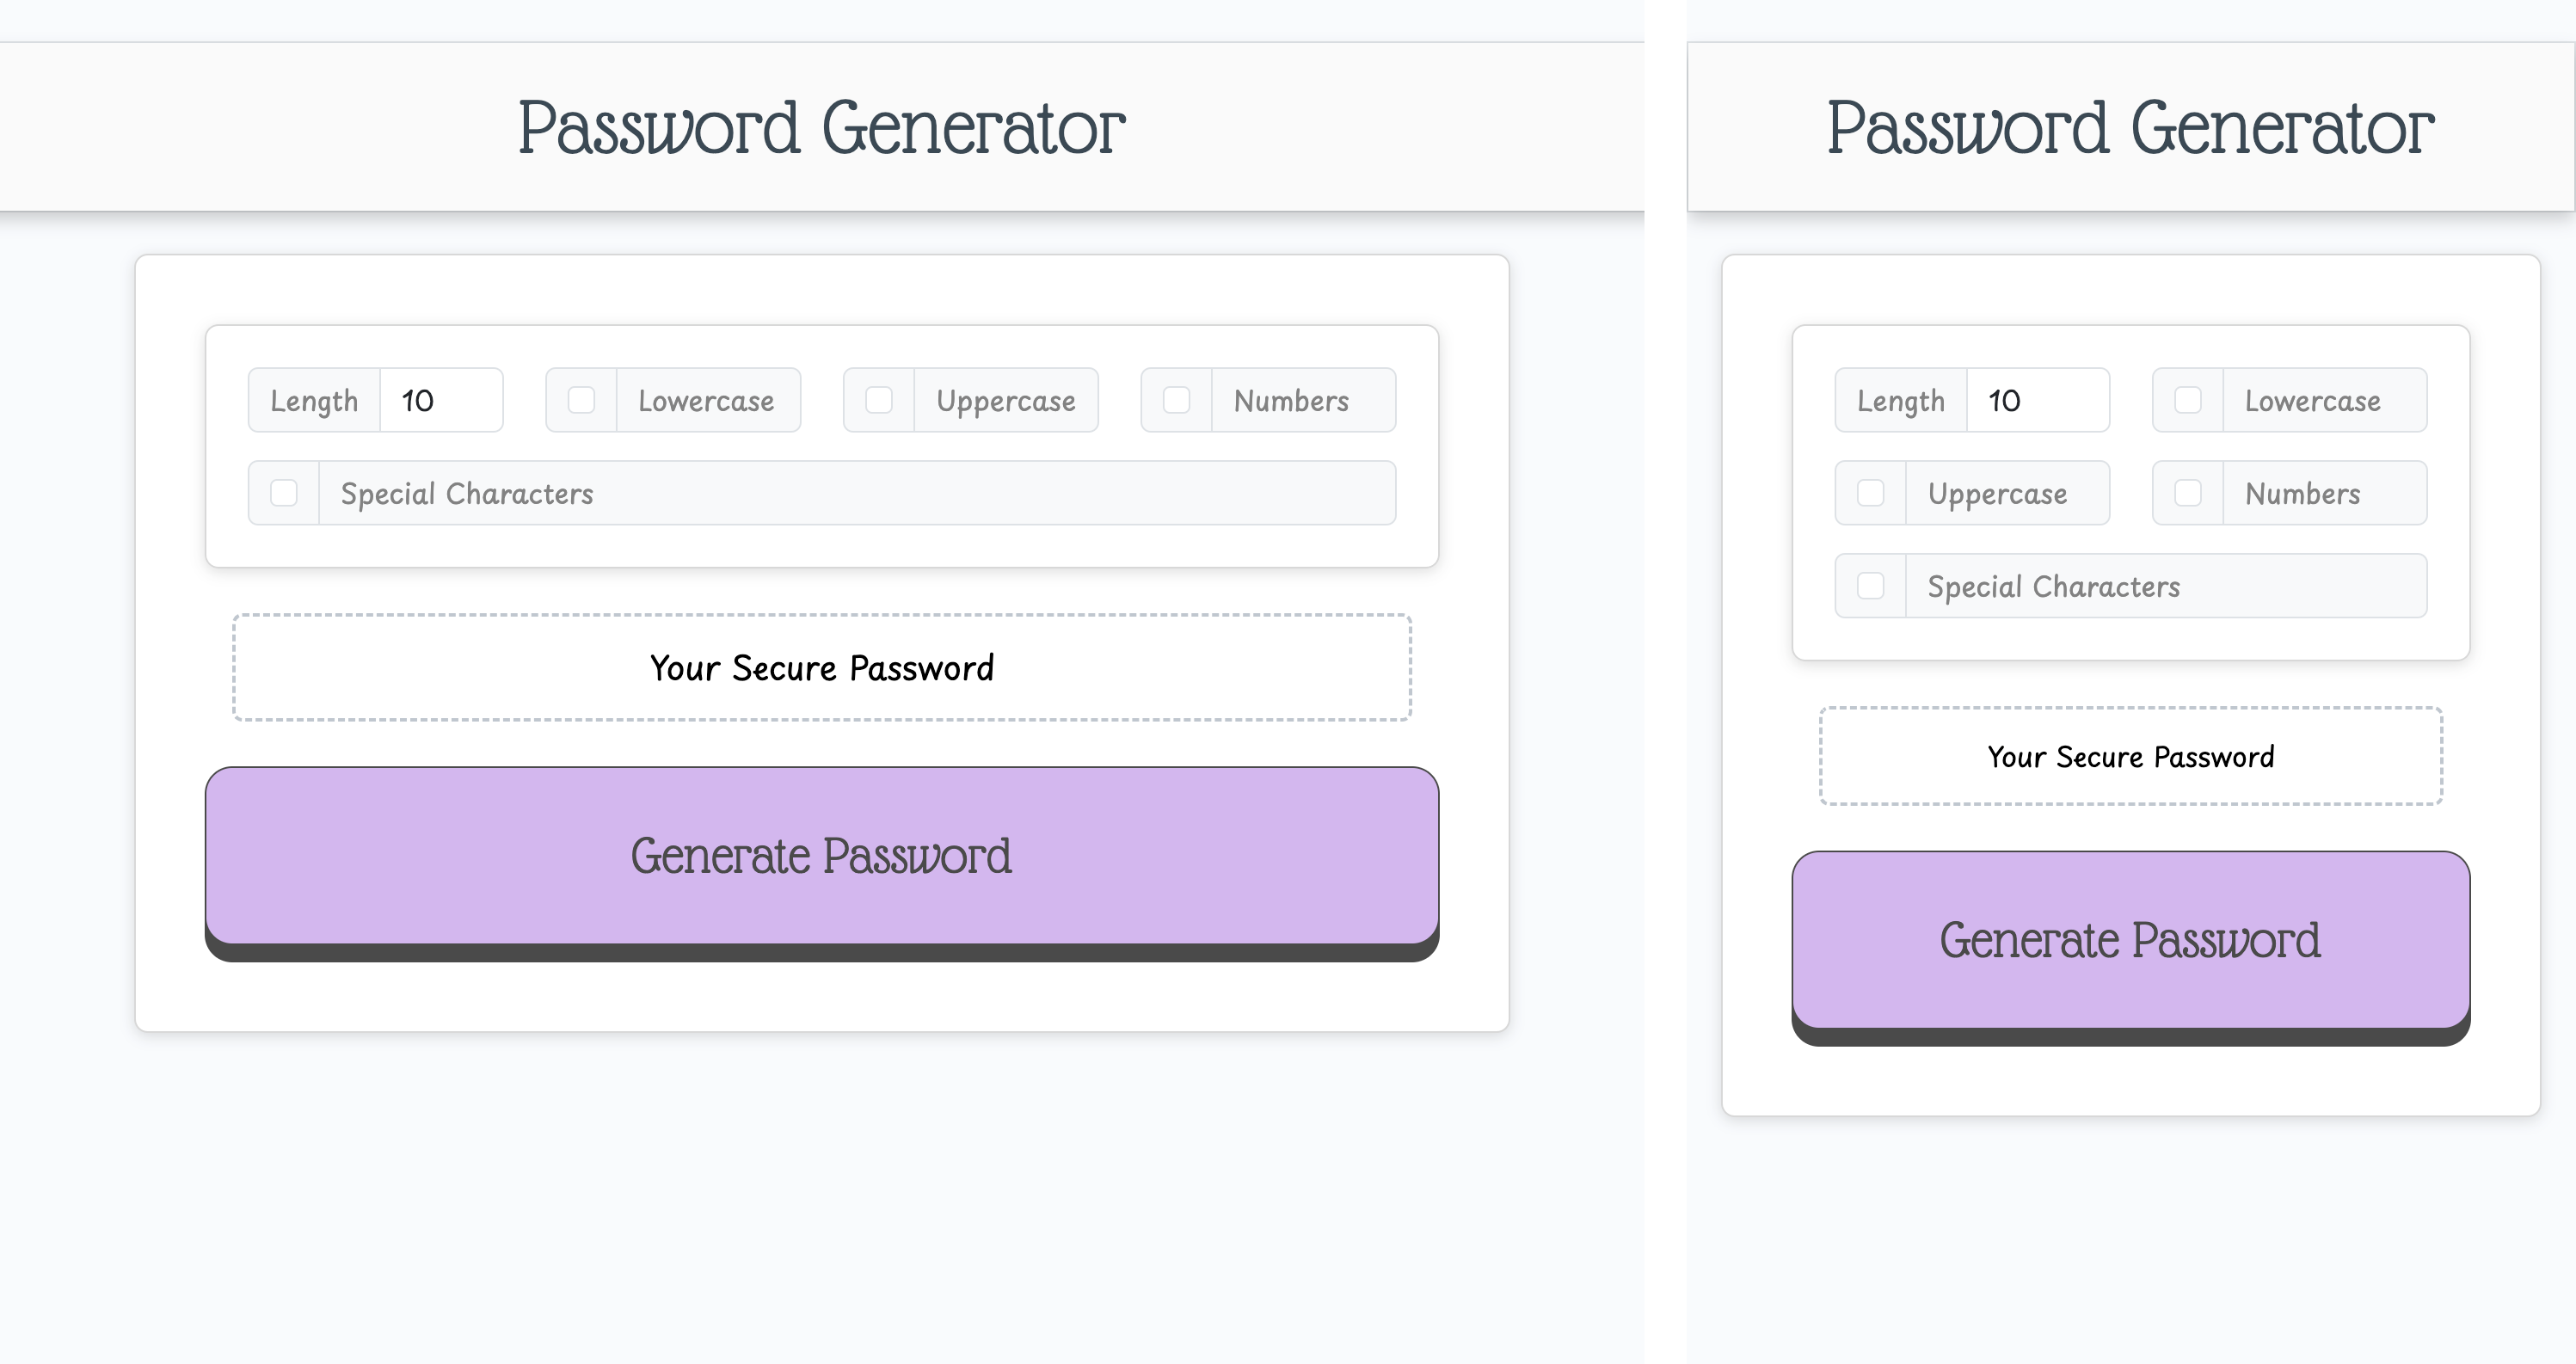 Password Generator
Length 10 Lowercase Uppercase Numbers
Special Characters
Your Secure Password
Generate Password
Password Generator
Length 10 Lowercase
Uppercase Numbers
Special Characters
Your Secure Password
Generate Password